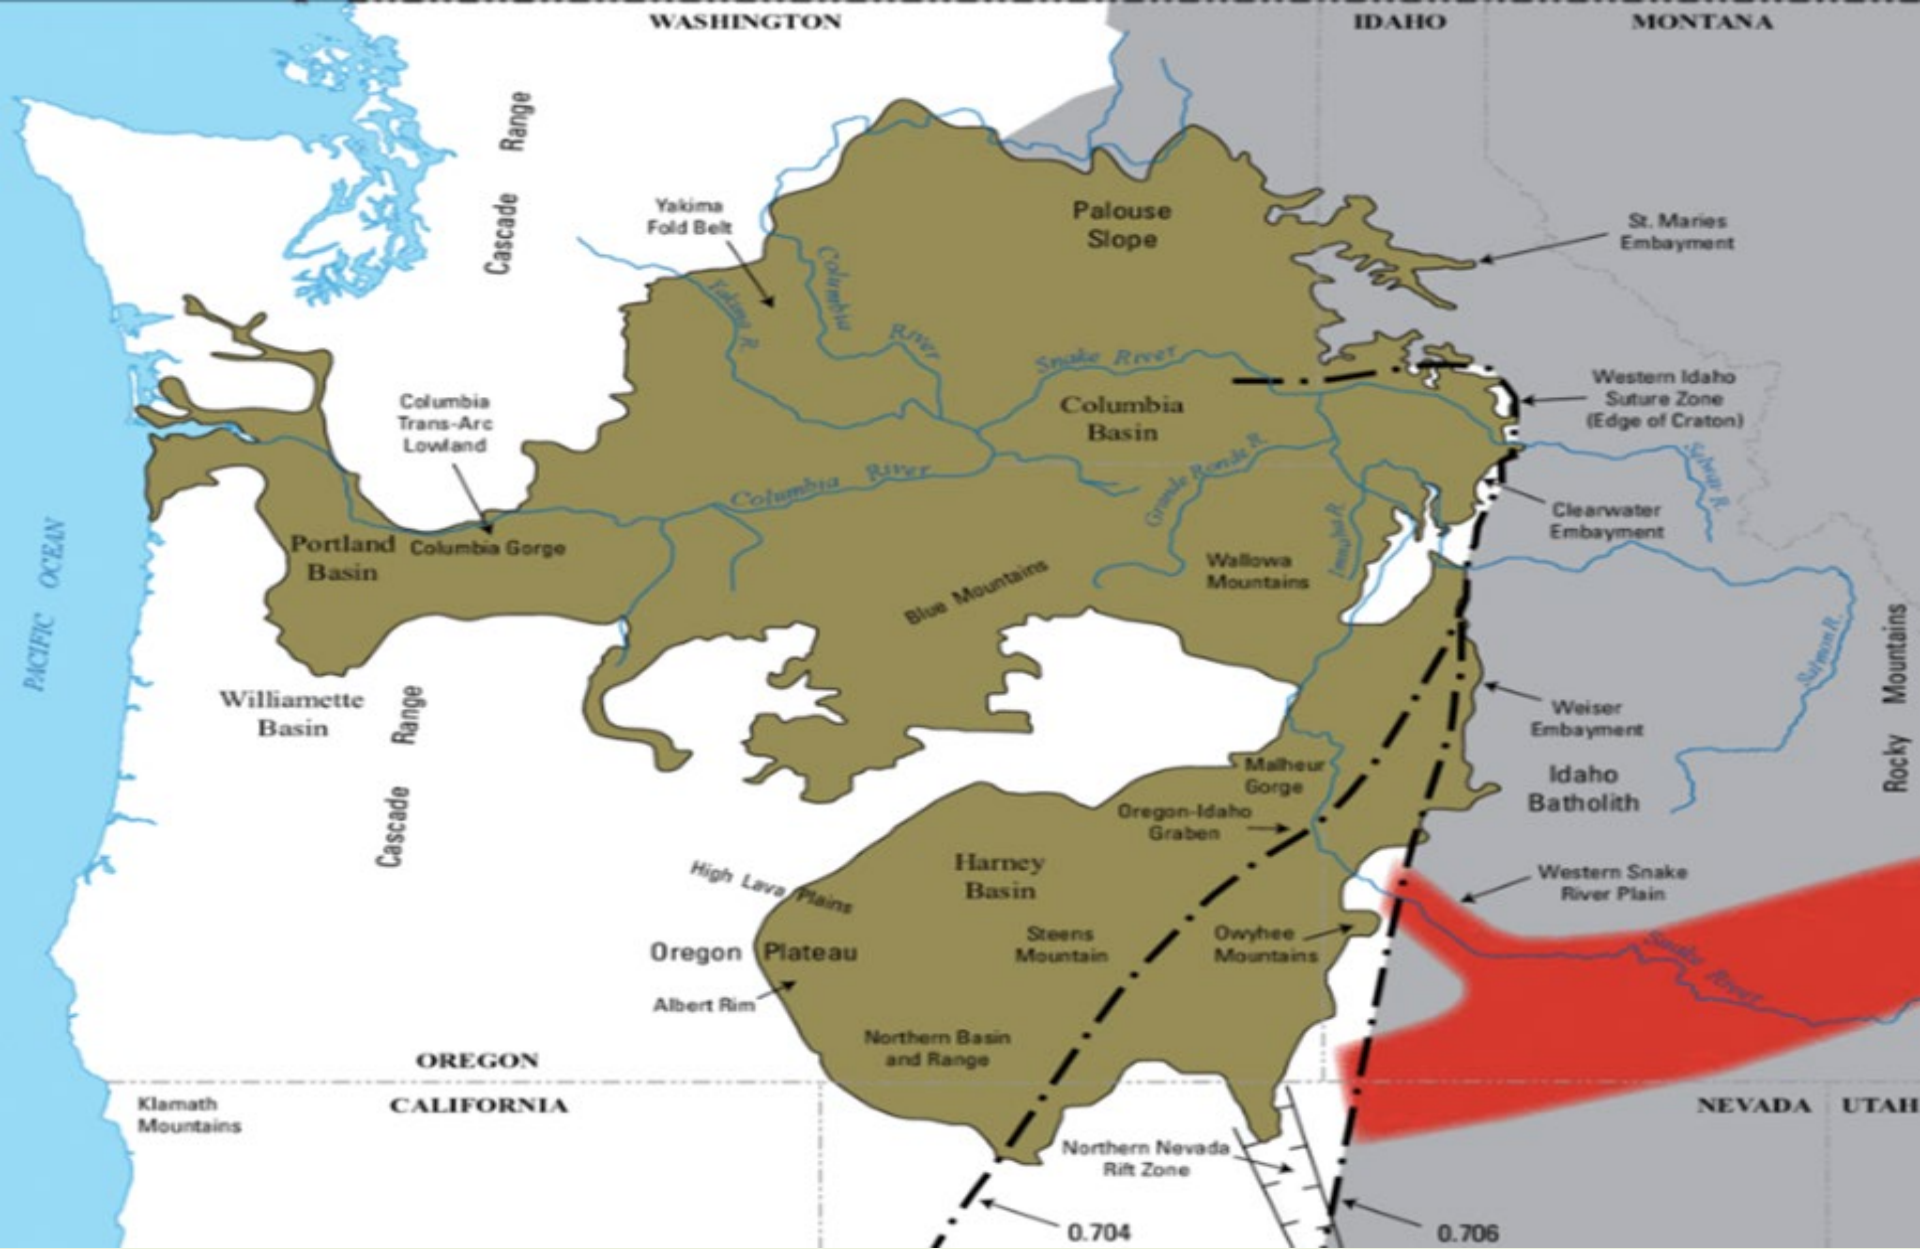 WASHINGTON
IDAHO
MONTANA
Cascade Range
Yakima
Fold Belt
Palouse
Slope
St. Maries
Embayment
Columbia
River
Yakima R.
Snake River
Columbia
Trans-Arc
Lowland
Columbia
Basin
Western Idaho
Suture Zone
(Edge of Craton)
Salmon R.
Columbia River
Grande Ronde R.
Imnaha R.
Clearwater
Embayment
PACIFIC OCEAN
Portland
Basin
Columbia Gorge
Blue Mountains
Wallowa
Mountains
Salmon R.
Rocky Mountains
Williamette
Basin
Cascade Range
Weiser
Embayment
Malheur
Gorge
Idaho
Batholith
Oregon-Idaho
Graben
High Lava Plains
Harney
Basin
Western Snake
River Plain
Oregon Plateau
Steens
Mountain
Owyhee
Mountains
Snake River
Albert Rim
Northern Basin
and Range
OREGON
CALIFORNIA
Klamath
Mountains
NEVADA
UTAH
Northern Nevada
Rift Zone
0.704
0.706